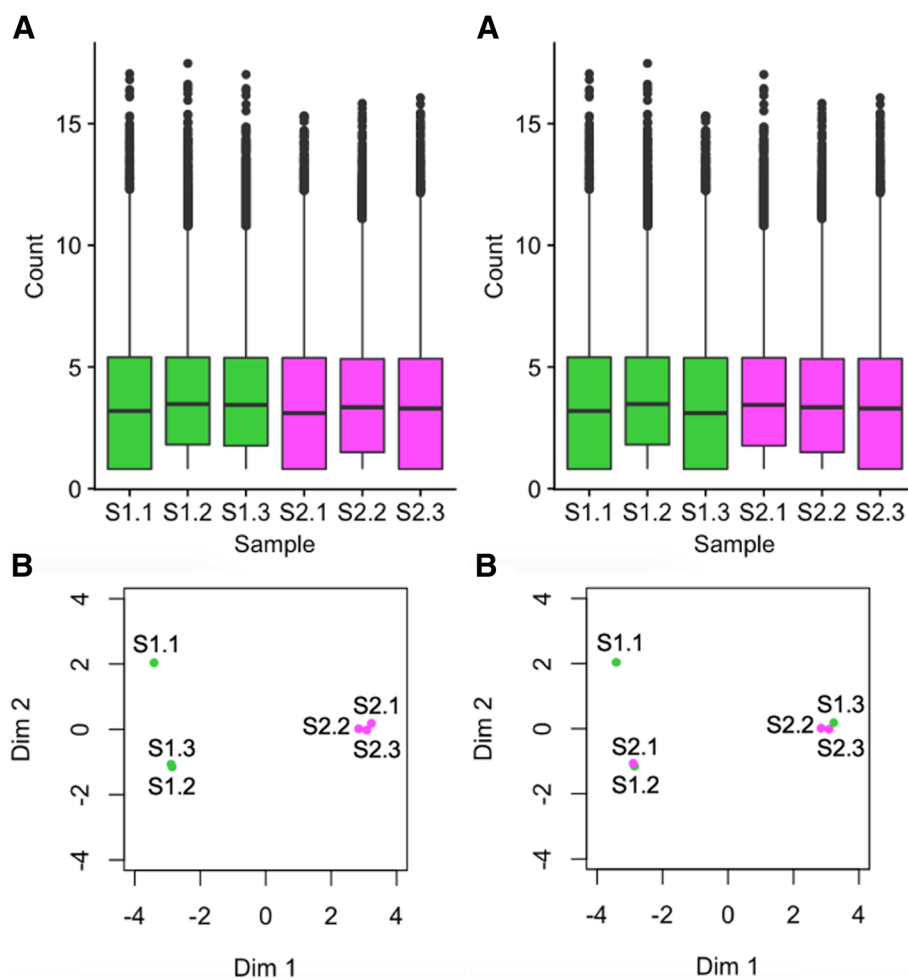 A
A
15
10
5
0
Count
S1.1 S1.2 S1.3 S2.1 S2.2 S2.3
Sample
15
10
5
0
Count
S1.1 S1.2 S1.3 S2.1 S2.2 S2.3
Sample
B
B
4
2
0
-2
-4
Dim 2
S1.1
S2.1
S2.2
S2.3
S1.3
S1.2
-4 -2 0 2 4
Dim 1
4
2
0
-2
-4
Dim 2
S1.1
S1.3
S2.2
S2.3
S2.1
S1.2
-4 -2 0 2 4
Dim 1